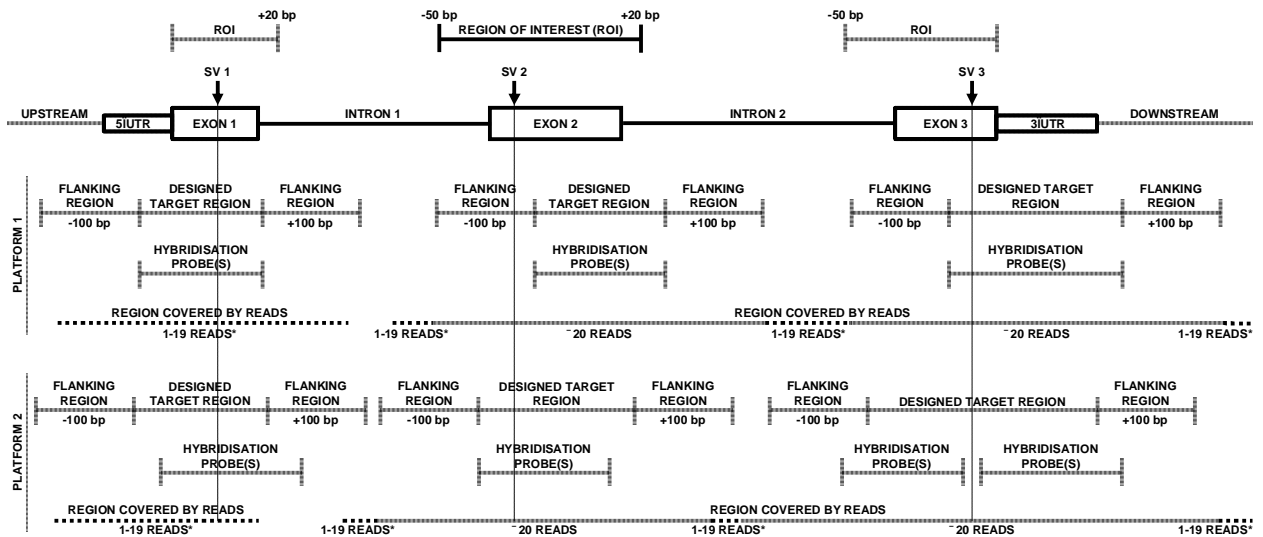 +20 bp
-50 bp
+20 bp
-50 bp
ROI
REGION OF INTEREST (ROI)
ROI
SV 1
SV 2
SV 3
UPSTREAM
5ÍUTR
EXON 1
INTRON 1
EXON 2
INTRON 2
EXON 3
3ÍUTR
DOWNSTREAM
PLATFORM 1
FLANKING
REGION
-100 bp
DESIGNED
TARGET REGION
FLANKING
REGION
+100 bp
FLANKING
REGION
-100 bp
DESIGNED
TARGET REGION
FLANKING
REGION
+100 bp
FLANKING
REGION
-100 bp
DESIGNED TARGET
REGION
FLANKING
REGION
+100 bp
HYBRIDISATION
PROBE(S)
HYBRIDISATION
PROBE(S)
HYBRIDISATION
PROBE(S)
REGION COVERED BY READS
REGION COVERED BY READS
1-19 READS*
1-19 READS*
¯20 READS
1-19 READS*
¯20 READS
1-19 READS*
PLATFORM 2
FLANKING
REGION
-100 bp
DESIGNED
TARGET REGION
FLANKING
REGION
+100 bp
FLANKING
REGION
-100 bp
DESIGNED TARGET
REGION
FLANKING
REGION
+100 bp
FLANKING
REGION
-100 bp
DESIGNED TARGET REGION
FLANKING
REGION
+100 bp
HYBRIDISATION
PROBE(S)
HYBRIDISATION
PROBE(S)
HYBRIDISATION
PROBE(S)
HYBRIDISATION
PROBE(S)
REGION COVERED BY READS
REGION COVERED BY READS
1-19 READS*
1-19 READS*
¯20 READS
1-19 READS*
¯20 READS
1-19 READS*